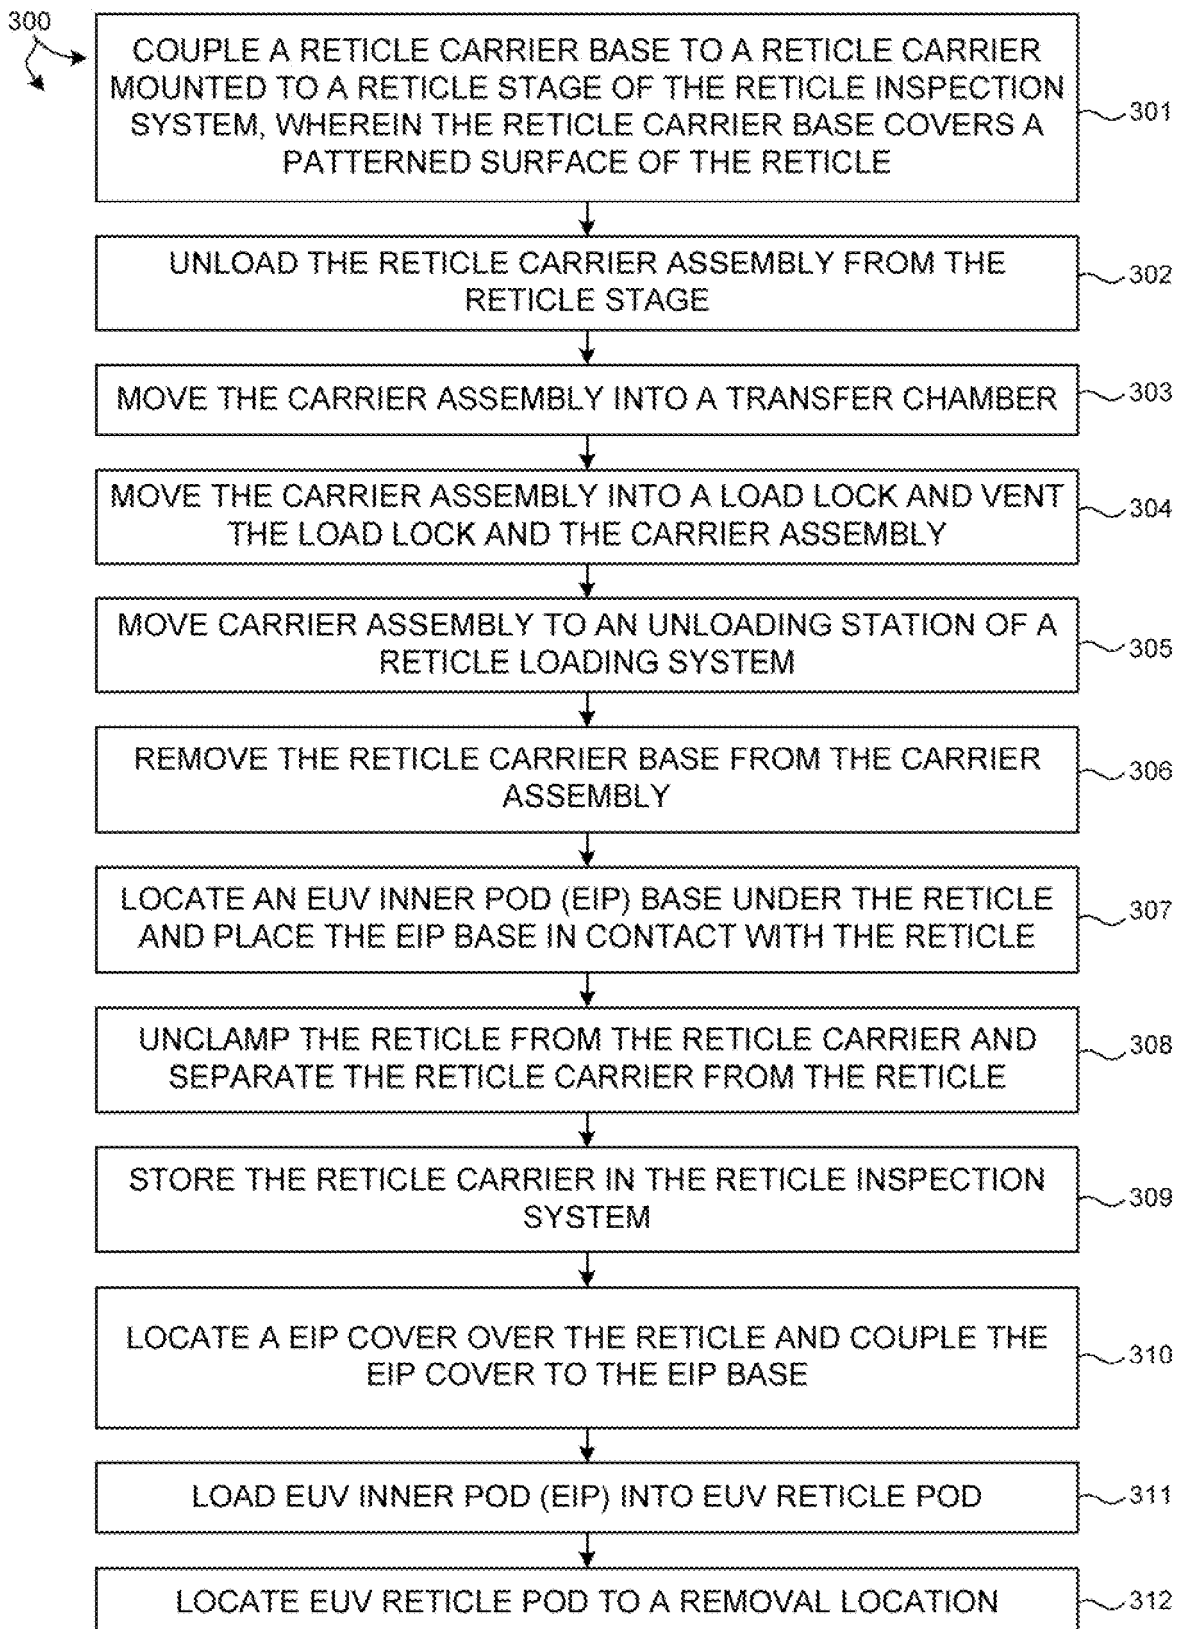 300
COUPLE A RETICLE CARRIER BASE TO A RETICLE CARRIER
MOUNTED TO A RETICLE STAGE OF THE RETICLE INSPECTION
SYSTEM, WHEREIN THE RETICLE CARRIER BASE COVERS A
PATTERNED SURFACE OF THE RETICLE
301
UNLOAD THE RETICLE CARRIER ASSEMBLY FROM THE
RETICLE STAGE
302
MOVE THE CARRIER ASSEMBLY INTO A TRANSFER CHAMBER
303
MOVE THE CARRIER ASSEMBLY INTO A LOAD LOCK AND VENT
THE LOAD LOCK AND THE CARRIER ASSEMBLY
304
MOVE CARRIER ASSEMBLY TO AN UNLOADING STATION OF A
RETICLE LOADING SYSTEM
305
REMOVE THE RETICLE CARRIER BASE FROM THE CARRIER
ASSEMBLY
306
LOCATE AN EUV INNER POD (EIP) BASE UNDER THE RETICLE
AND PLACE THE EIP BASE IN CONTACT WITH THE RETICLE
307
UNCLAMP THE RETICLE FROM THE RETICLE CARRIER AND
SEPARATE THE RETICLE CARRIER FROM THE RETICLE
308
STORE THE RETICLE CARRIER IN THE RETICLE INSPECTION
SYSTEM
309
LOCATE A EIP COVER OVER THE RETICLE AND COUPLE THE
EIP COVER TO THE EIP BASE
310
LOAD EUV INNER POD (EIP) INTO EUV RETICLE POD
311
LOCATE EUV RETICLE POD TO A REMOVAL LOCATION
312